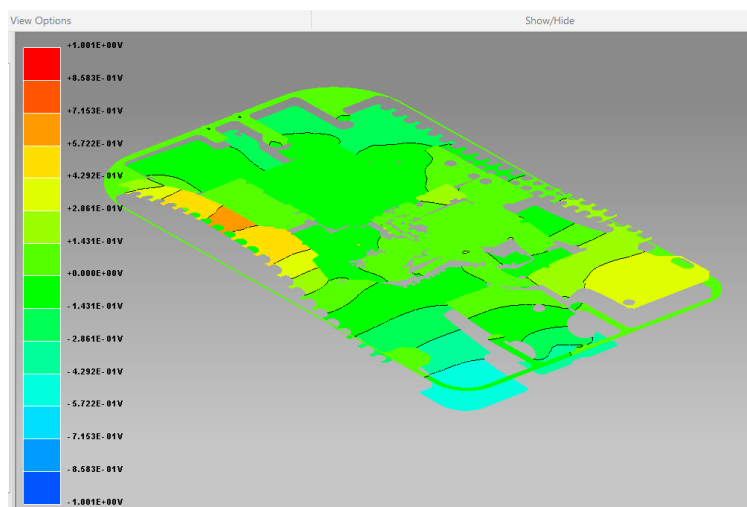 View Options
Show/Hide
+1.001E+00V
+8.583E-01V
+7.153E-01V
+5.722E-01V
+4.292E-01V
+2.861E-01V
+1.431E-01V
+0.000E+00V
-1.431E-01V
-2.861E-01V
-4.292E-01V
-5.722E-01V
-7.153E-01V
-8.583E-01V
-1.001E+00V